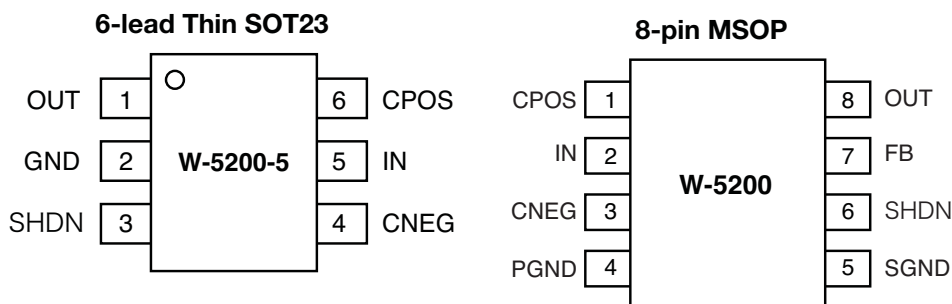 6-lead Thin SOT23
OUT 1 6 CPOS
GND 2 W-5200-5 5 IN
SHDN 3 4 CNEG
8-pin MSOP
CPOS 1 8 OUT
IN 2 7 FB
W-5200
CNEG 3 6 SHDN
PGND 4 5 SGND